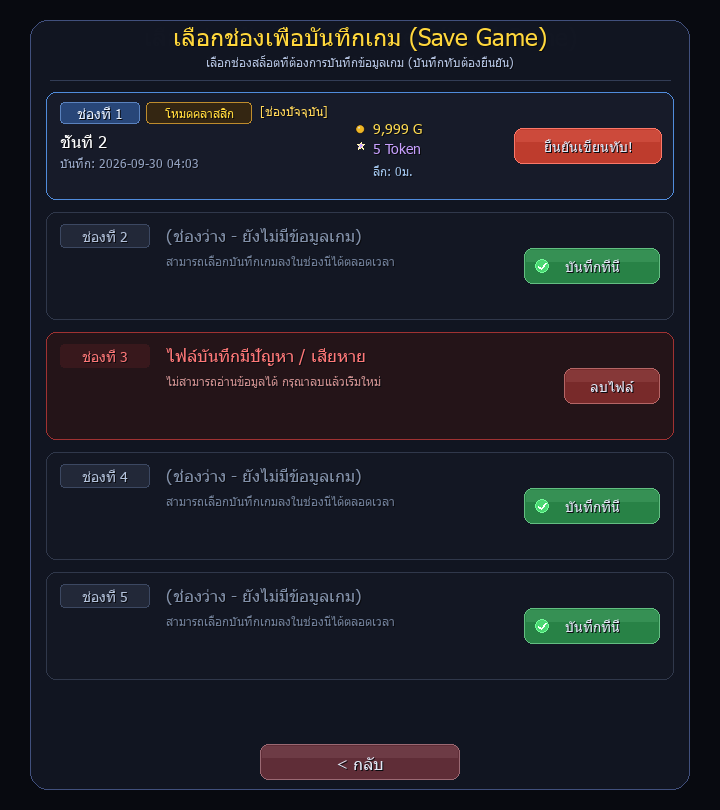 เลือกช่องเพื่อบันทึกเกม (Save Game)
เลือกช่องสล็อตที่ต้องการบันทึกข้อมูลเกม (บันทึกทับต้องยืนยัน)
ช่องที่ 1
โหมดคลาสสิก
[ช่องปัจจุบัน]
ชั้นที่ 2
บันทึก: 2026-09-30 04:03
9,999 G
5 Token
ลึก: 0ม.
ยืนยันเขียนทับ!
ช่องที่ 2
(ช่องว่าง - ยังไม่มีข้อมูลเกม)
สามารถเลือกบันทึกเกมลงในช่องนี้ได้ตลอดเวลา
บันทึกที่นี่
ช่องที่ 3
ไฟล์บันทึกมีปัญหา / เสียหาย
ไม่สามารถอ่านข้อมูลได้ กรุณาลบแล้วเริ่มใหม่
ลบไฟล์
ช่องที่ 4
(ช่องว่าง - ยังไม่มีข้อมูลเกม)
สามารถเลือกบันทึกเกมลงในช่องนี้ได้ตลอดเวลา
บันทึกที่นี่
ช่องที่ 5
(ช่องว่าง - ยังไม่มีข้อมูลเกม)
สามารถเลือกบันทึกเกมลงในช่องนี้ได้ตลอดเวลา
บันทึกที่นี่
< กลับ